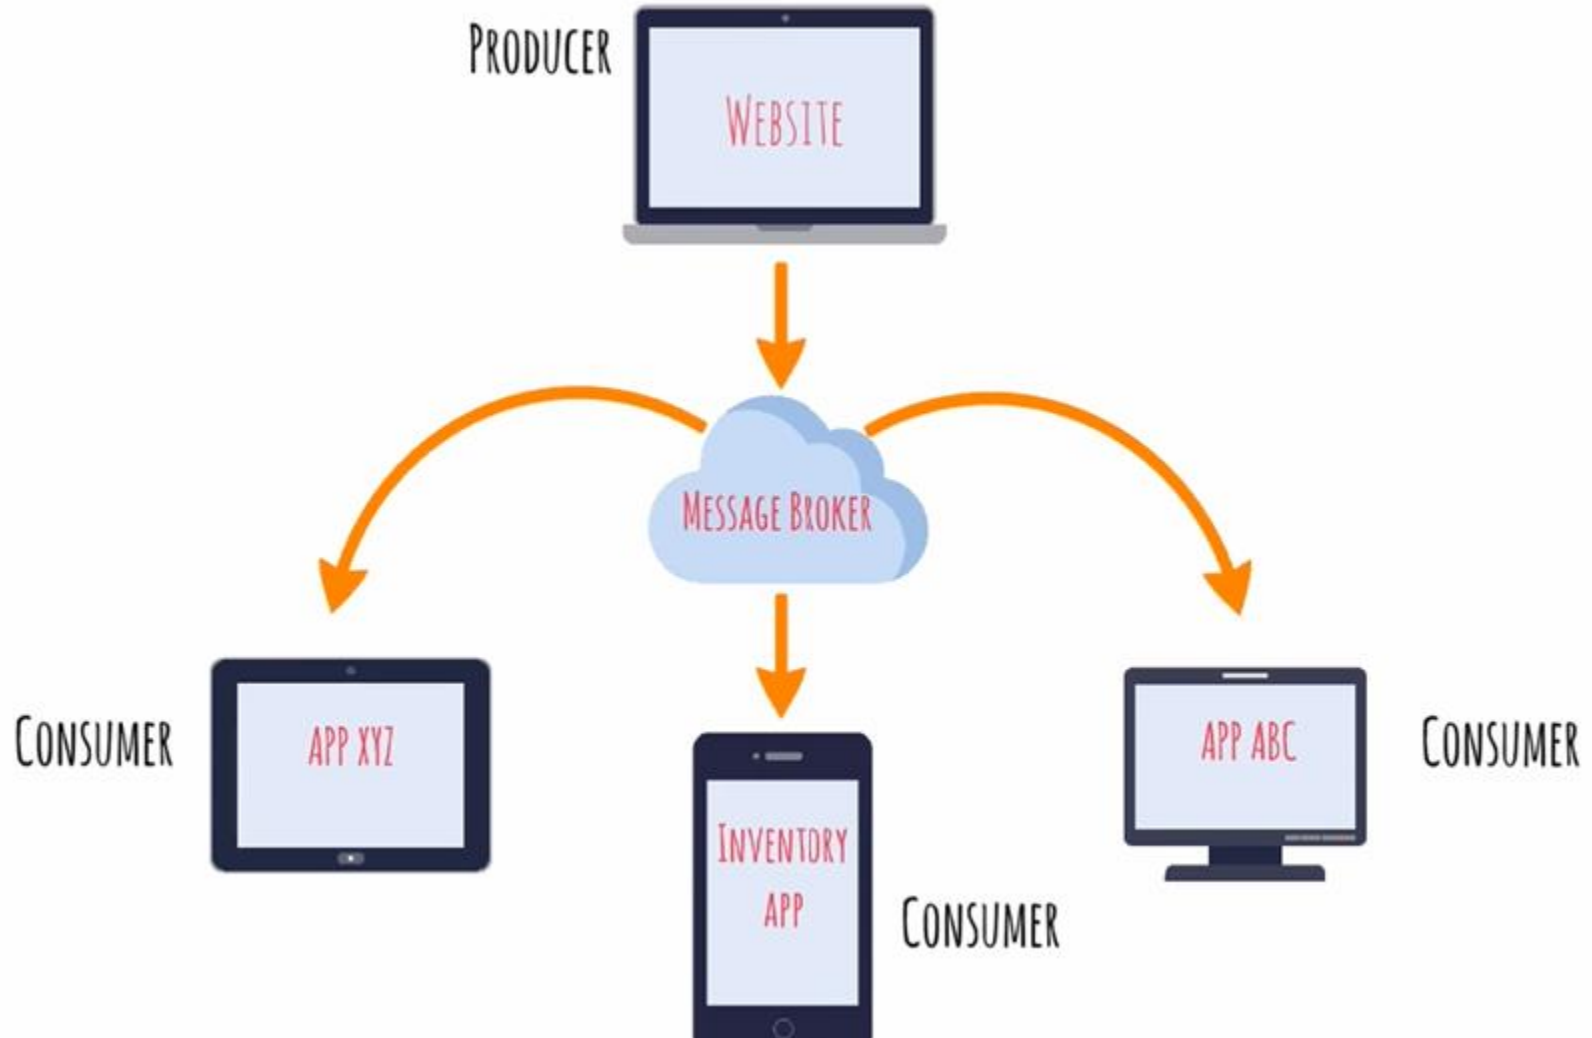 PRODUCER
WEBSITE
MESSAGE BROKER
CONSUMER
APP XYZ
APP ABC
CONSUMER
INVENTORY
APP
CONSUMER